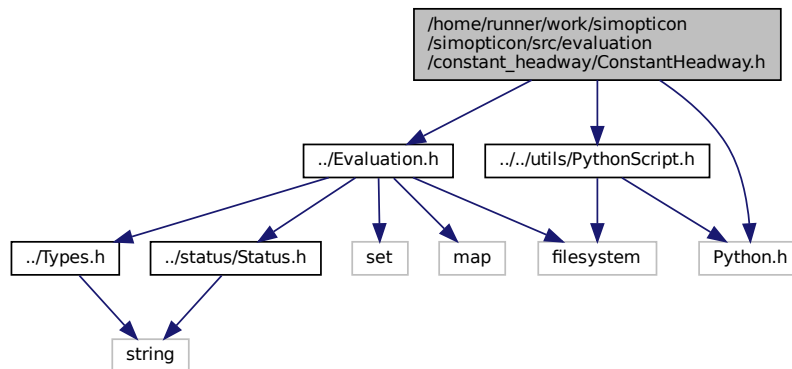 /home/runner/work/simopticon
/simopticon/src/evaluation
/constant_headway/ConstantHeadway.h
../Evaluation.h
../../utils/PythonScript.h
../Types.h
../status/Status.h
set
map
filesystem
Python.h
string